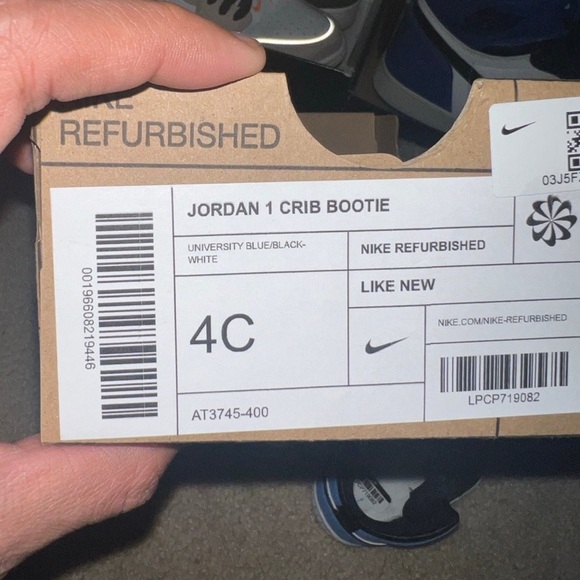 REFURBISHED
JORDAN 1 CRIB BOOTIE
UNIVERSITY BLUE/BLACK-
WHITE
NIKE REFURBISHED
LIKE NEW
4C
NIKE.COM/NIKE-REFURBISHED
AT3745-400
LPCP719082
00196608219446